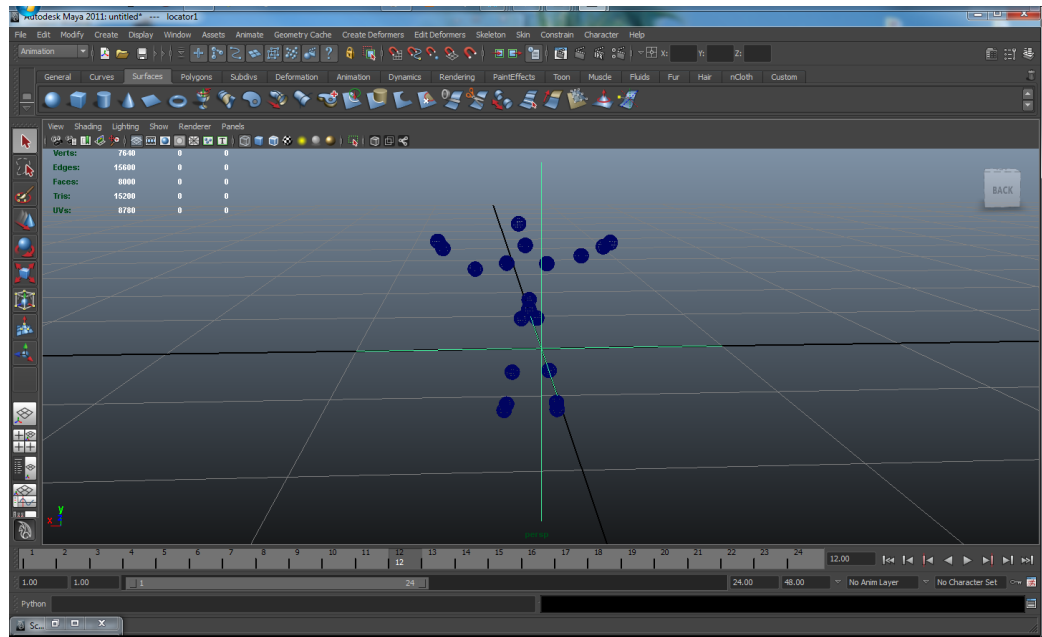 Autodesk Maya 2011: untitled* --- locator1
File Edit Modify Create Display Window Assets Animate Geometry Cache Create Deformers Edit Deformers Skeleton Skin Constrain Character Help
Animation X: Y: Z:
General Curves Surfaces Polygons Subdivs Deformation Animation Dynamics Rendering PaintEffects Toon Muscle Fluids Fur Hair nCloth Custom
View Shading Lighting Show Renderer Panels
Verts: 7640 0 0
Edges: 15600 0 0
Faces: 8000 0 0
Tris: 15200 0 0
UVs: 8780 0 0
BACK
y
x
persp
1 2 3 4 5 6 7 8 9 10 11 12 13 14 15 16 17 18 19 20 21 22 23 24
12 12.00
1.00 1.00 1 24 24.00 48.00 No Anim Layer No Character Set
Python
Sc...